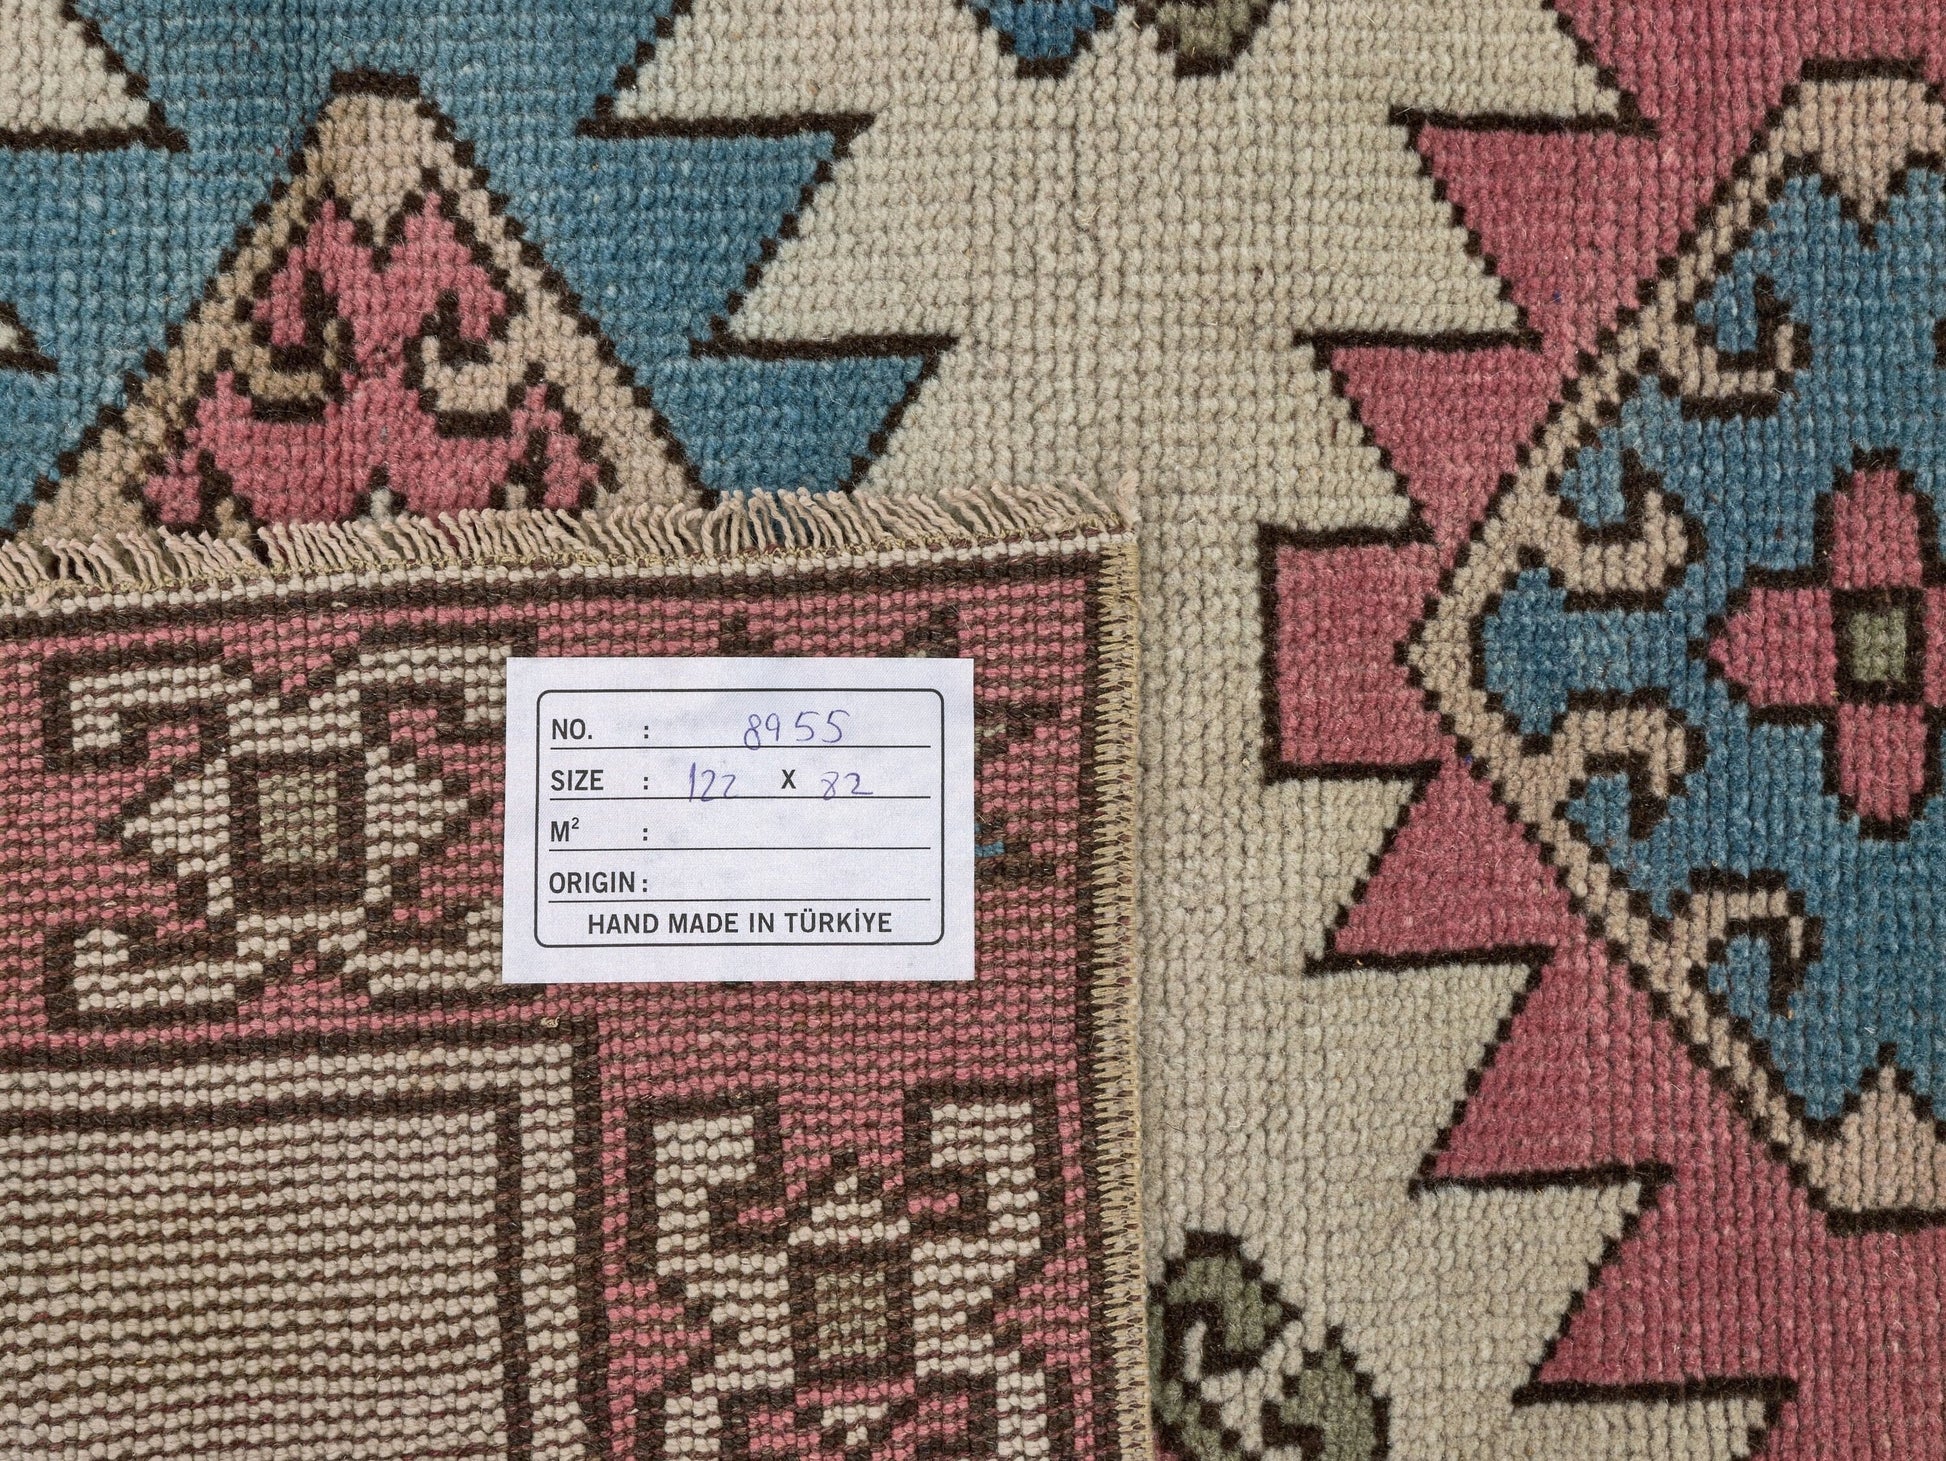 NO. : 8955
SIZE : 122 X 82
M² :
ORIGIN :
HAND MADE IN TÜRKİYE